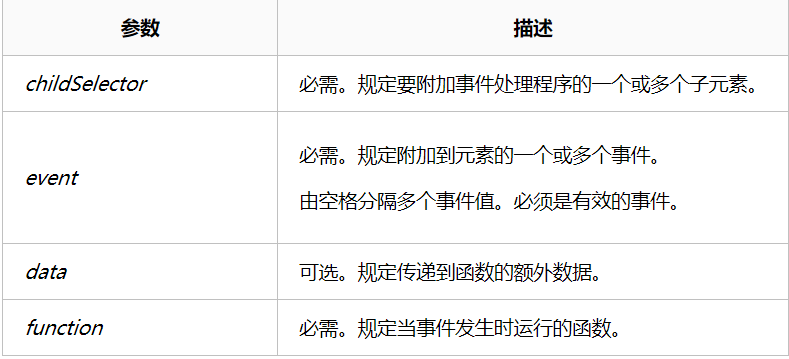 参数 描述
childSelector 必需。规定要附加事件处理程序的一个或多个子元素。
event 必需。规定附加到元素的一个或多个事件。
由空格分隔多个事件值。必须是有效的事件。
data 可选。规定传递到函数的额外数据。
function 必需。规定当事件发生时运行的函数。